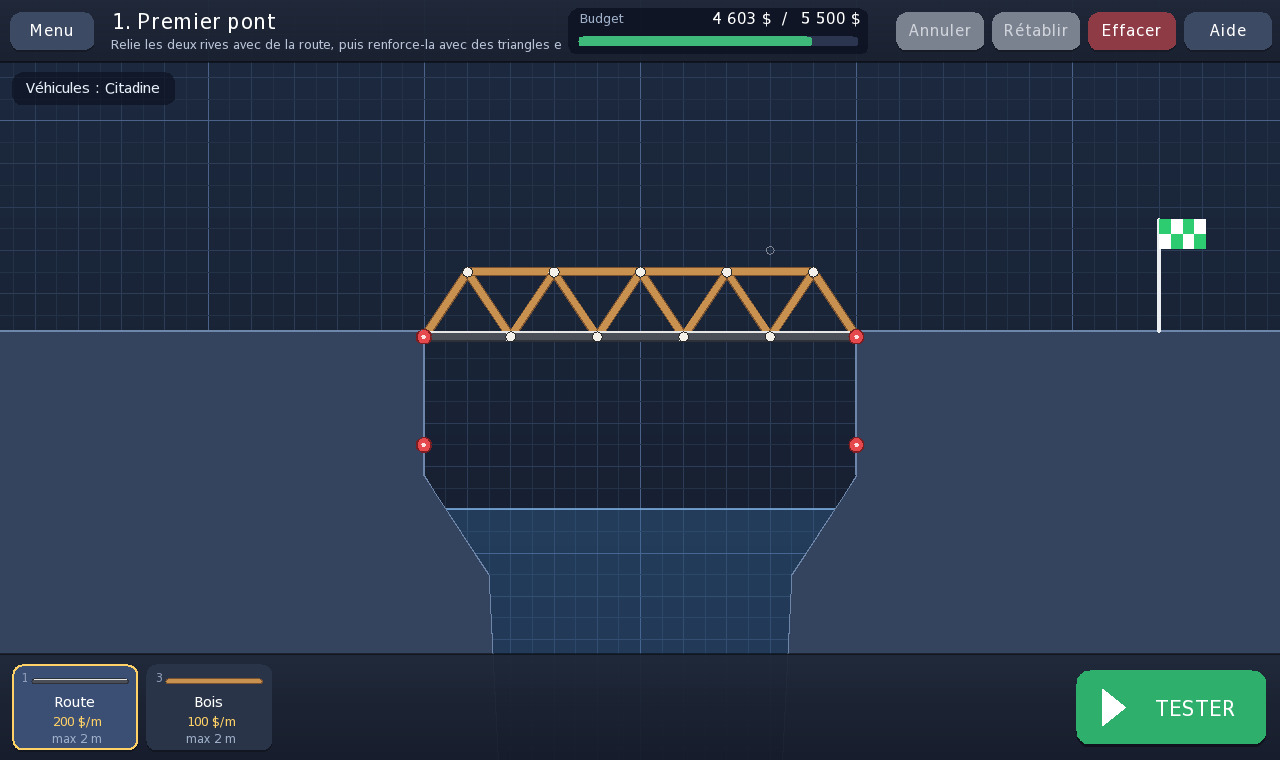 Menu
1. Premier pont
Relie les deux rives avec de la route, puis renforce-la avec des triangles e
Budget
4 603 $ / 5 500 $
Annuler
Rétablir
Effacer
Aide
Véhicules : Citadine
1
Route
200 $/m
max 2 m
3
Bois
100 $/m
max 2 m
TESTER